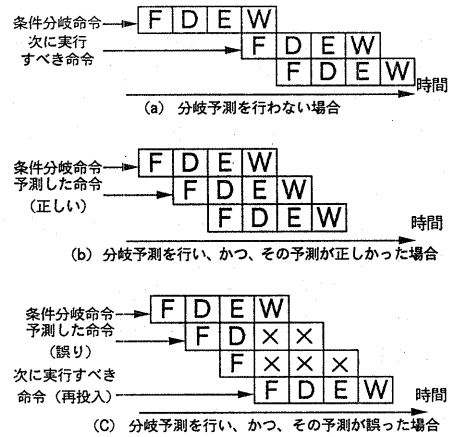 条件分岐命令 F D E W
次に実行
すべき命令 F D E W
F D E W
時間
(a) 分岐予測を行わない場合
条件分岐命令 F D E W
予測した命令 F D E W
(正しい)
F D E W
時間
(b) 分岐予測を行い、かつ、その予測が正しかった場合
条件分岐命令 F D E W
予測した命令 F D × ×
(誤り)
F × × ×
次に実行すべき
命令(再投入) F D E W
時間
(C) 分岐予測を行い、かつ、その予測が誤った場合